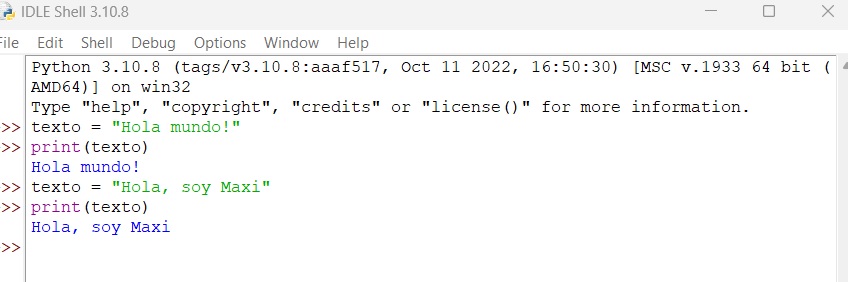 IDLE Shell 3.10.8
File Edit Shell Debug Options Window Help
Python 3.10.8 (tags/v3.10.8:aaaf517, Oct 11 2022, 16:50:30) [MSC v.1933 64 bit (
AMD64)] on win32
Type "help", "copyright", "credits" or "license()" for more information.
>>> texto = "Hola mundo!"
>>> print(texto)
Hola mundo!
>>> texto = "Hola, soy Maxi"
>>> print(texto)
Hola, soy Maxi
>>>